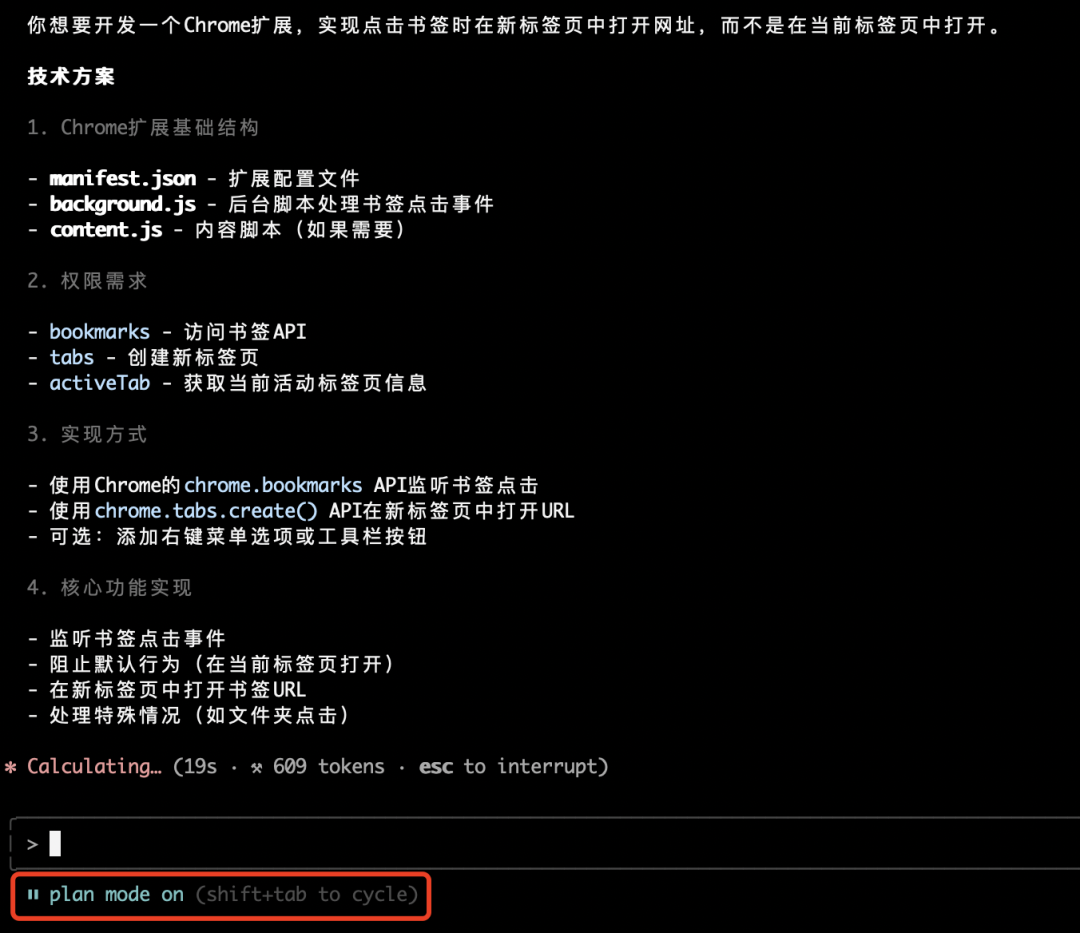 你想要开发一个Chrome扩展，实现点击书签时在新标签页中打开网址，而不是在当前标签页中打开。
技术方案
1. Chrome扩展基础结构
- manifest.json - 扩展配置文件
- background.js - 后台脚本处理书签点击事件
- content.js - 内容脚本（如果需要）
2. 权限需求
- bookmarks - 访问书签API
- tabs - 创建新标签页
- activeTab - 获取当前活动标签页信息
3. 实现方式
- 使用Chrome的chrome.bookmarks API监听书签点击
- 使用chrome.tabs.create() API在新标签页中打开URL
- 可选：添加右键菜单选项或工具栏按钮
4. 核心功能实现
- 监听书签点击事件
- 阻止默认行为（在当前标签页打开）
- 在新标签页中打开书签URL
- 处理特殊情况（如文件夹点击）
* Calculating… (19s · ⚒ 609 tokens · esc to interrupt)
>
⏸ plan mode on (shift+tab to cycle)